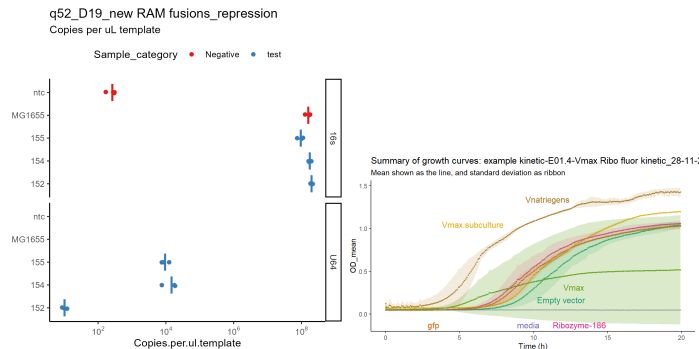 q52_D19_new RAM fusions_repression
Copies per uL template
Sample_category Negative test
ntc
MG1655
155
154
152
16s
ntc
MG1655
155
154
152
U64
10² 10⁴ 10⁶ 10⁸
Copies.per.ul.template
Summary of growth curves: example kinetic-E01.4-Vmax Ribo fluor kinetic_28-11-2
Mean shown as the line, and standard deviation as ribbon
OD_mean
1.5
1.0
0.5
0.0
Vnatriegens
Vmax.subculture
Vmax
Empty vector
gfp media Ribozyme-186
0 5 10 15 20
Time (h)